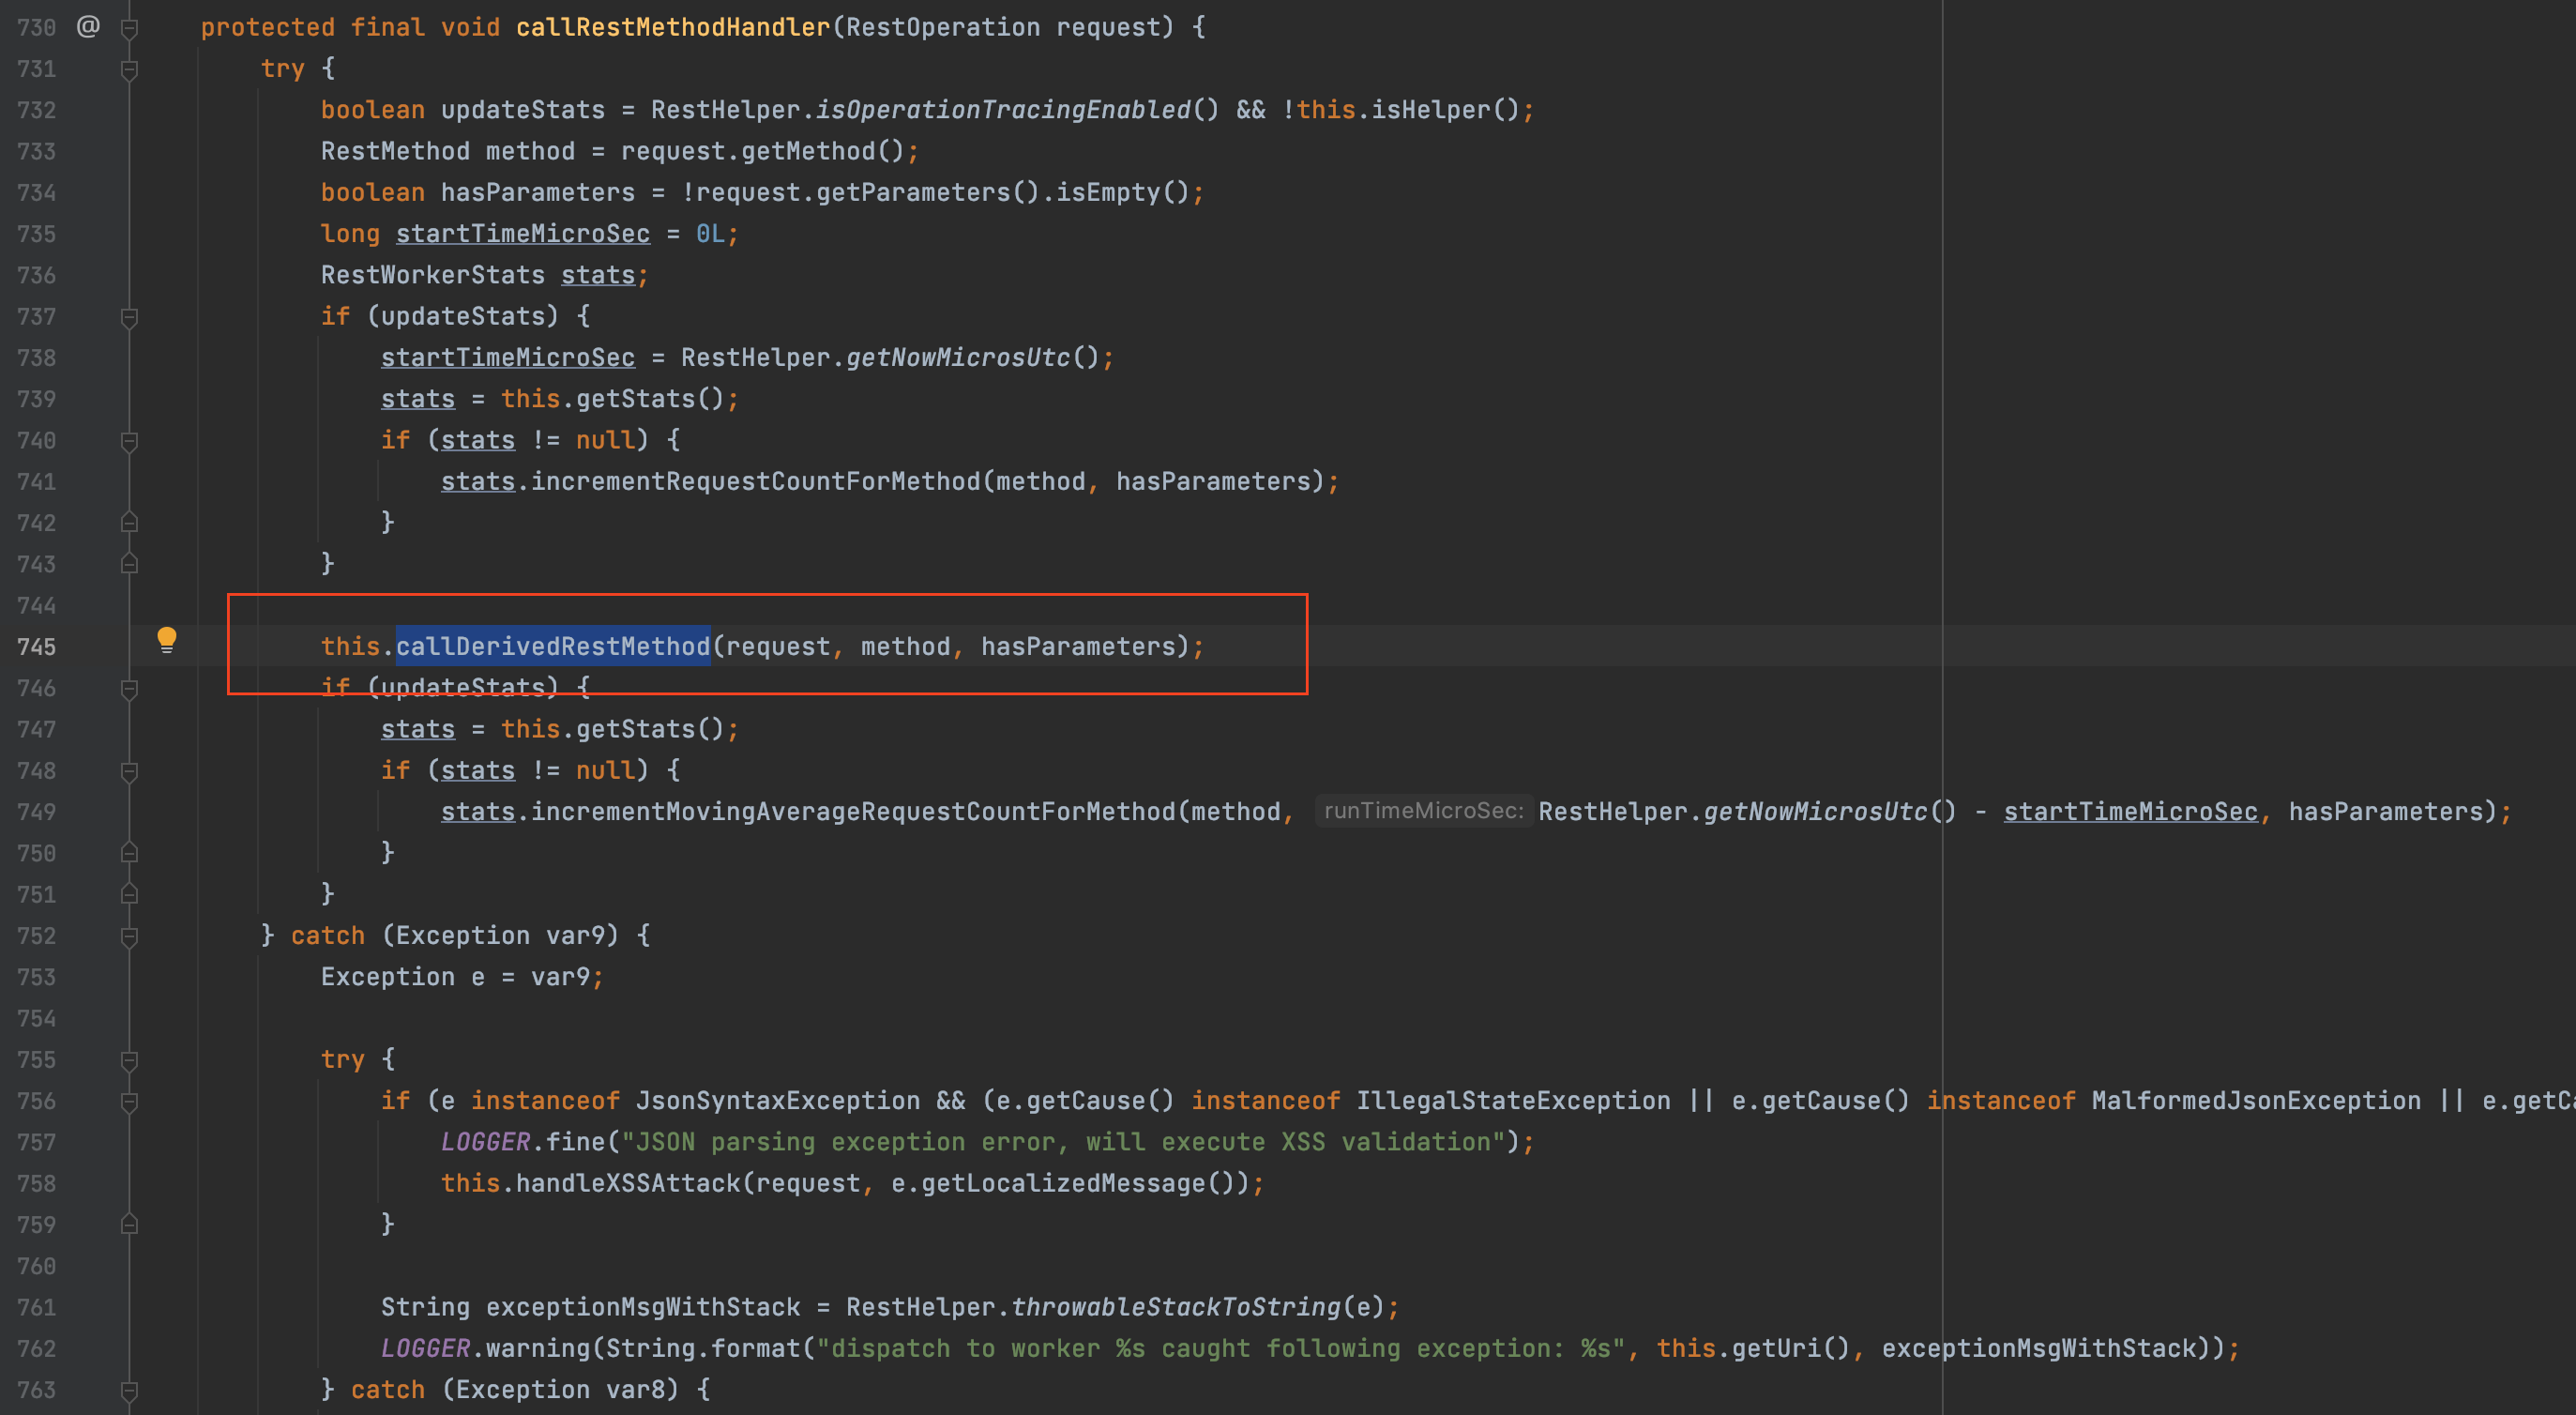 730 @ protected final void callRestMethodHandler(RestOperation request) {
731 try {
732 boolean updateStats = RestHelper.isOperationTracingEnabled() && !this.isHelper();
733 RestMethod method = request.getMethod();
734 boolean hasParameters = !request.getParameters().isEmpty();
735 long startTimeMicroSec = 0L;
736 RestWorkerStats stats;
737 if (updateStats) {
738 startTimeMicroSec = RestHelper.getNowMicrosUtc();
739 stats = this.getStats();
740 if (stats != null) {
741 stats.incrementRequestCountForMethod(method, hasParameters);
742 }
743 }
744
745 this.callDerivedRestMethod(request, method, hasParameters);
746 if (updateStats) {
747 stats = this.getStats();
748 if (stats != null) {
749 stats.incrementMovingAverageRequestCountForMethod(method, runTimeMicroSec: RestHelper.getNowMicrosUtc() - startTimeMicroSec, hasParameters);
750 }
751 }
752 } catch (Exception var9) {
753 Exception e = var9;
754
755 try {
756 if (e instanceof JsonSyntaxException && (e.getCause() instanceof IllegalStateException || e.getCause() instanceof MalformedJsonException || e.getCa
757 LOGGER.fine("JSON parsing exception error, will execute XSS validation");
758 this.handleXSSAttack(request, e.getLocalizedMessage());
759 }
760
761 String exceptionMsgWithStack = RestHelper.throwableStackToString(e);
762 LOGGER.warning(String.format("dispatch to worker %s caught following exception: %s", this.getUri(), exceptionMsgWithStack));
763 } catch (Exception var8) {